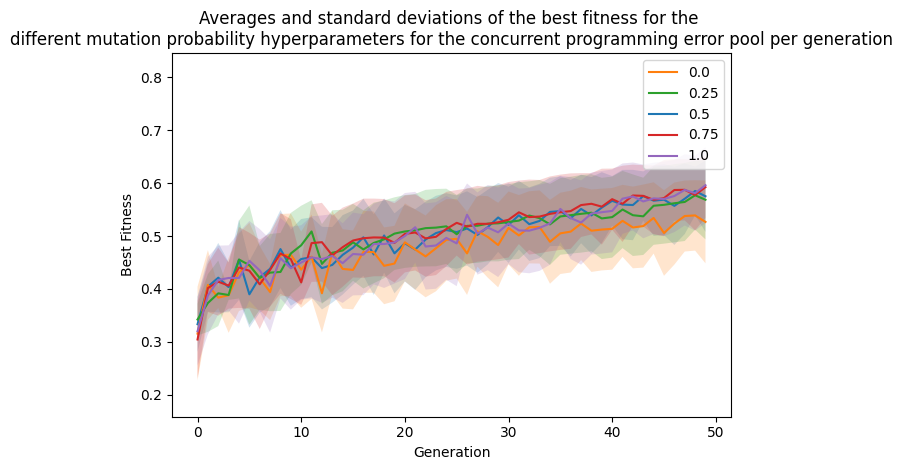 Averages and standard deviations of the best fitness for the
different mutation probability hyperparameters for the concurrent programming error pool per generation
0.8
0.7
0.6
0.5
0.4
0.3
0.2
Best Fitness
0.0
0.25
0.5
0.75
1.0
0 10 20 30 40 50
Generation